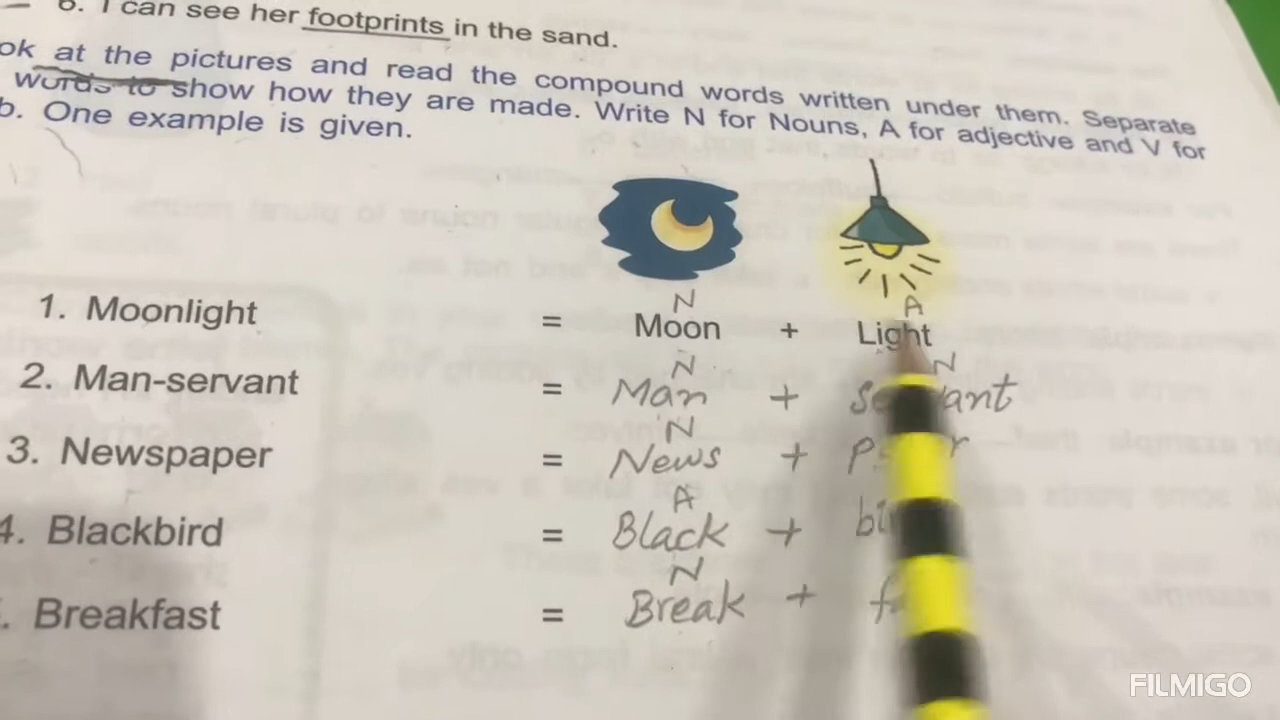 6. I can see her footprints in the sand.
ok at the pictures and read the compound words written under them. Separate
words to show how they are made. Write N for Nouns, A for adjective and V for
b. One example is given.
N A
1. Moonlight = Moon + Light
N N
2. Man-servant = Man + servant
N
3. Newspaper = News +
A
4. Blackbird = Black +
N
. Breakfast = Break +
FILMIGO